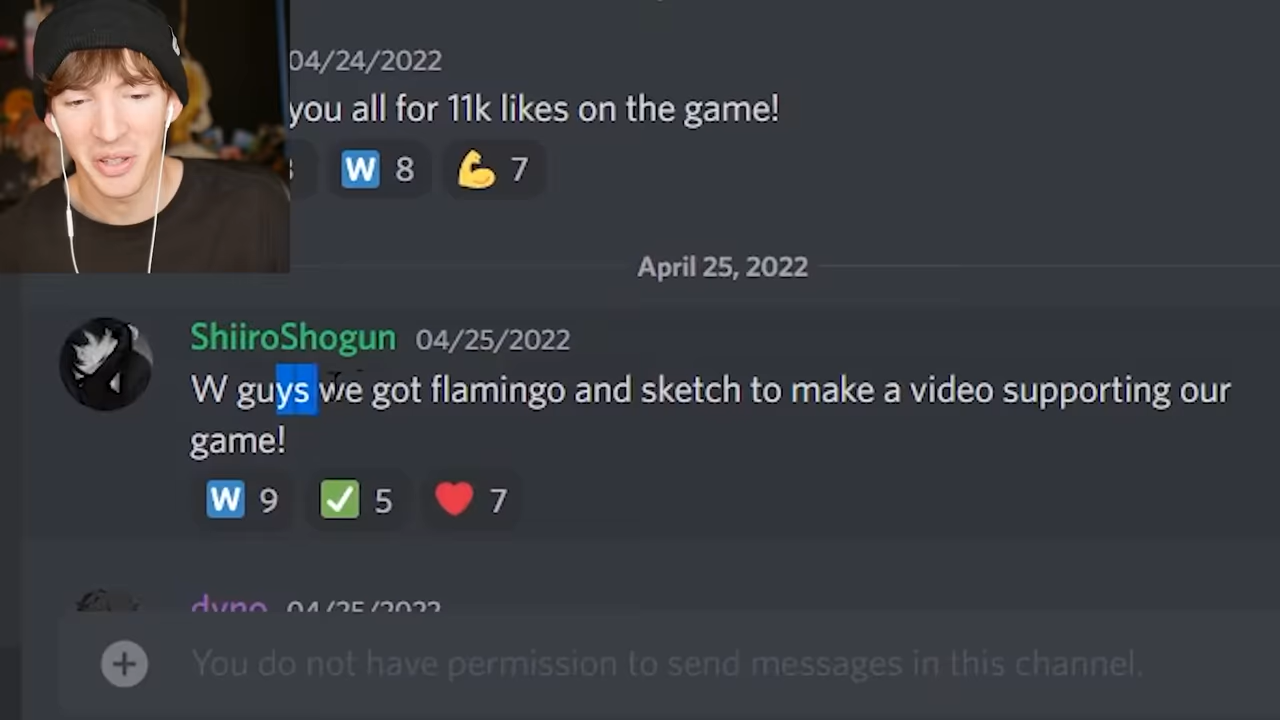 04/24/2022
you all for 11k likes on the game!
W 8 7
April 25, 2022
ShiiroShogun 04/25/2022
W guys we got flamingo and sketch to make a video supporting our
game!
W 9 5 7
dyno 04/25/2022
You do not have permission to send messages in this channel.